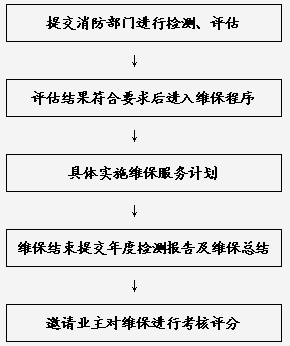 提交消防部门进行检测、评估
↓
评估结果符合要求后进入维保程序
↓
具体实施维保服务计划
↓
维保结束提交年度检测报告及维保总结
↓
邀请业主对维保进行考核评分